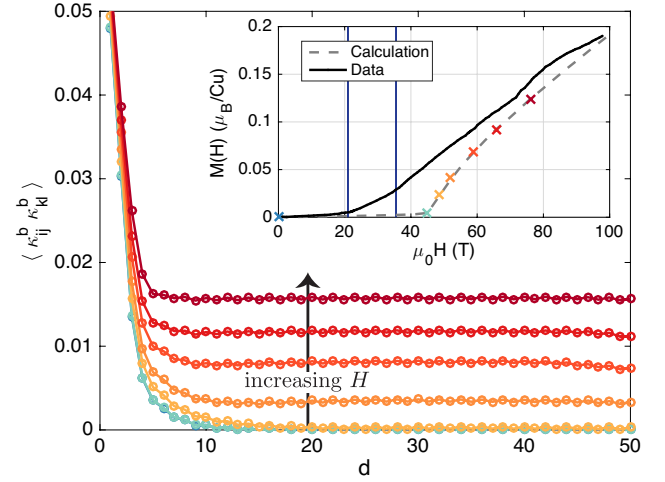 0.05
0.04
0.03
0.02
0.01
0
⟨ κ^b_ij κ^b_kl ⟩
0 10 20 30 40 50
d
increasing H
0.2
0.15
0.1
0.05
0
M(H) (μ_B/Cu)
Calculation
Data
0 20 40 60 80 100
μ_0H (T)